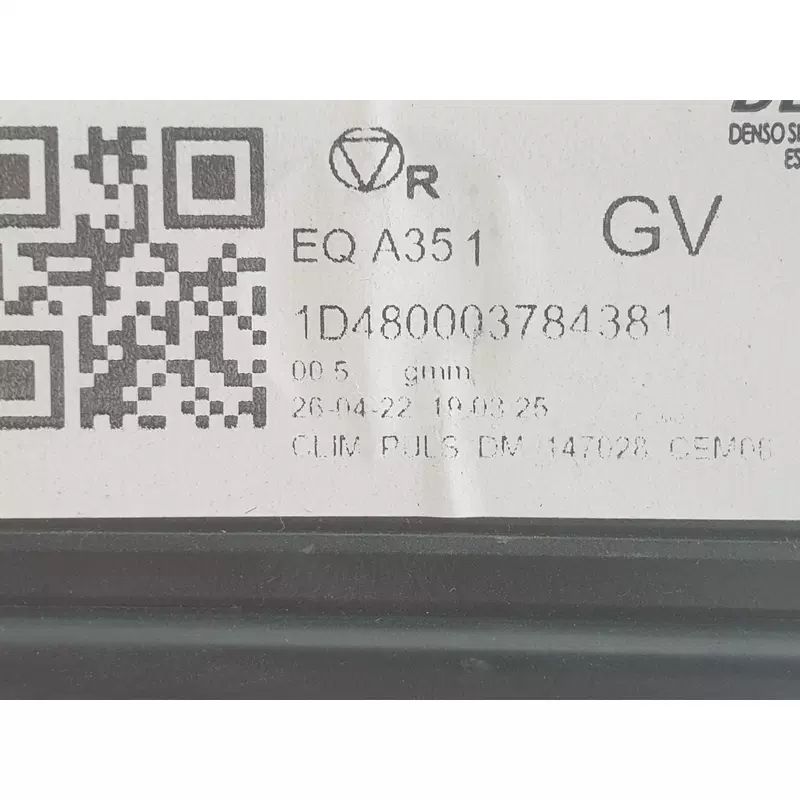 DENSO
R
GV
EQ A351
1D480003784381
00 5 gmm
26-04-22 19:03:25
CLIM PULS DM 147028 CEM06